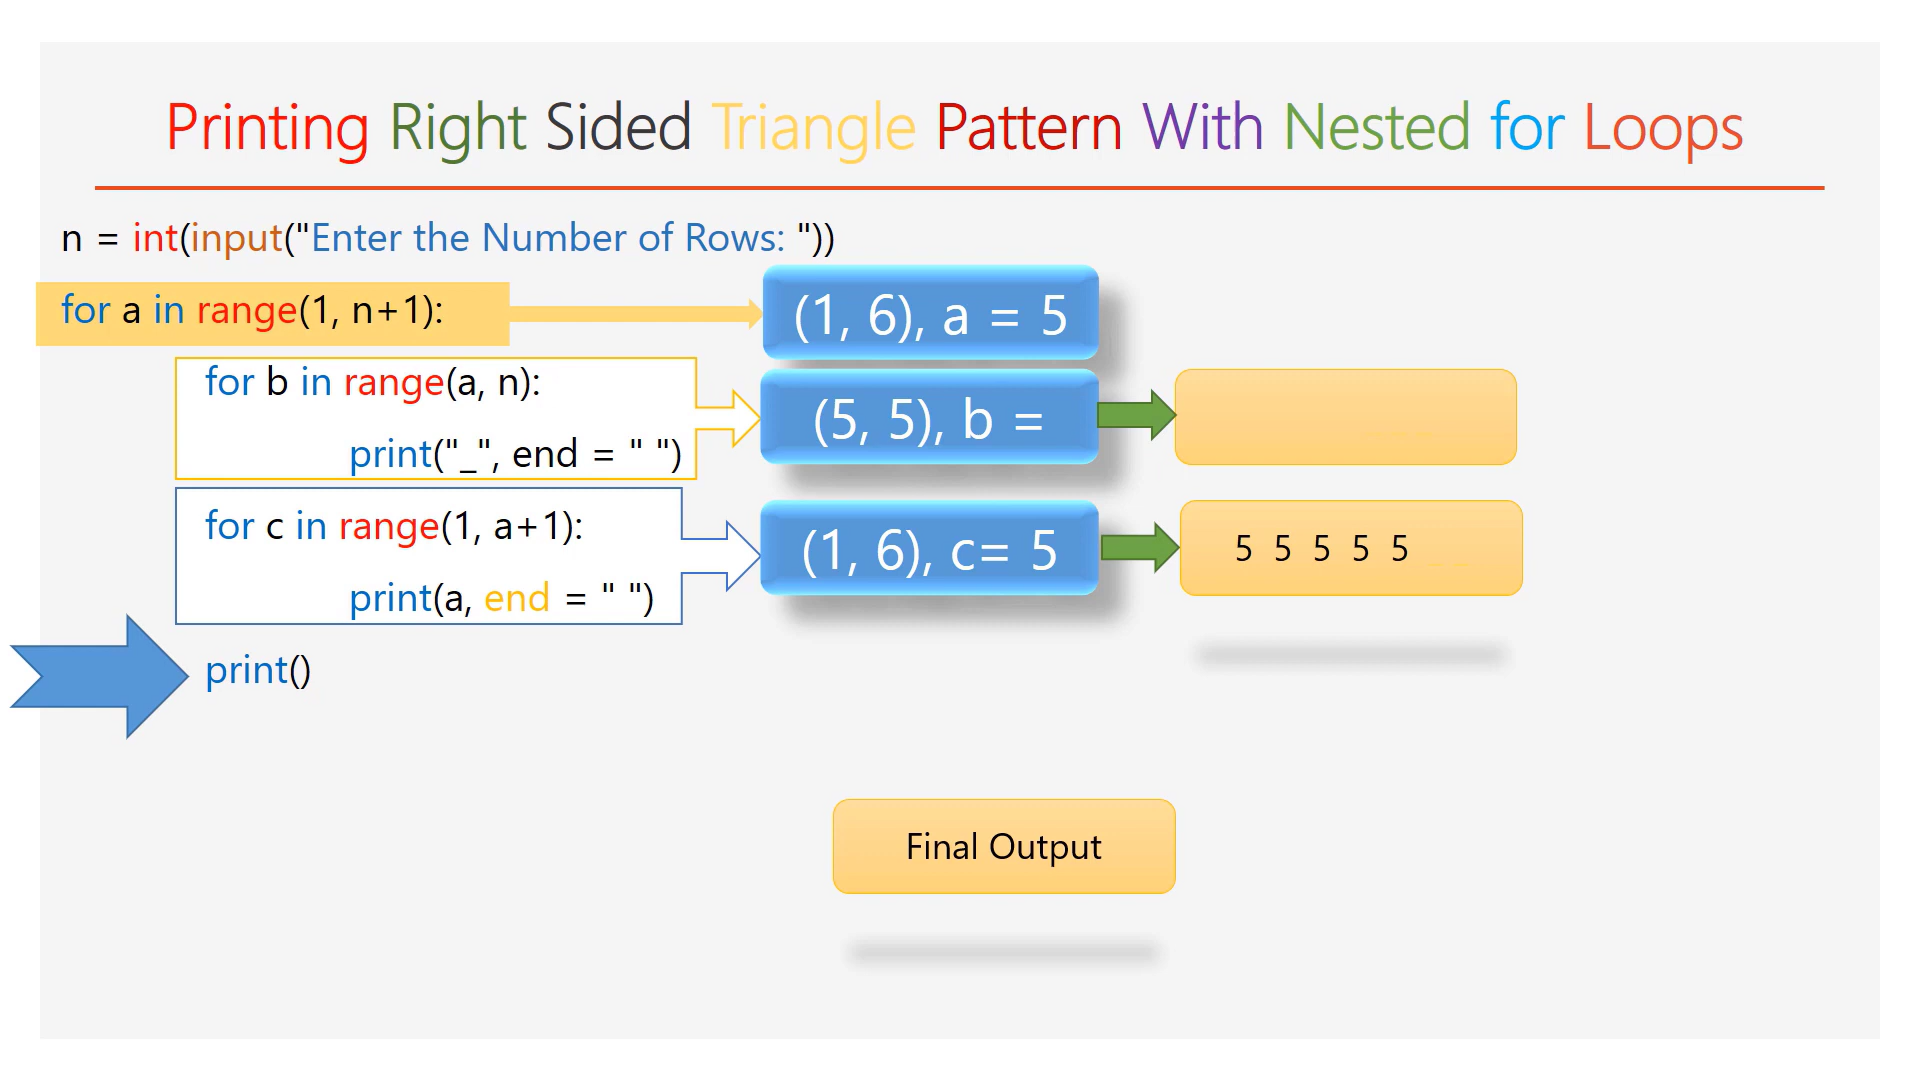 Printing Right Sided Triangle Pattern With Nested for Loops
n = int(input("Enter the Number of Rows: "))
for a in range(1, n+1):
(1, 6), a = 5
for b in range(a, n):
print("_", end = " ")
(5, 5), b =
for c in range(1, a+1):
print(a, end = " ")
(1, 6), c= 5
5 5 5 5 5
print()
Final Output